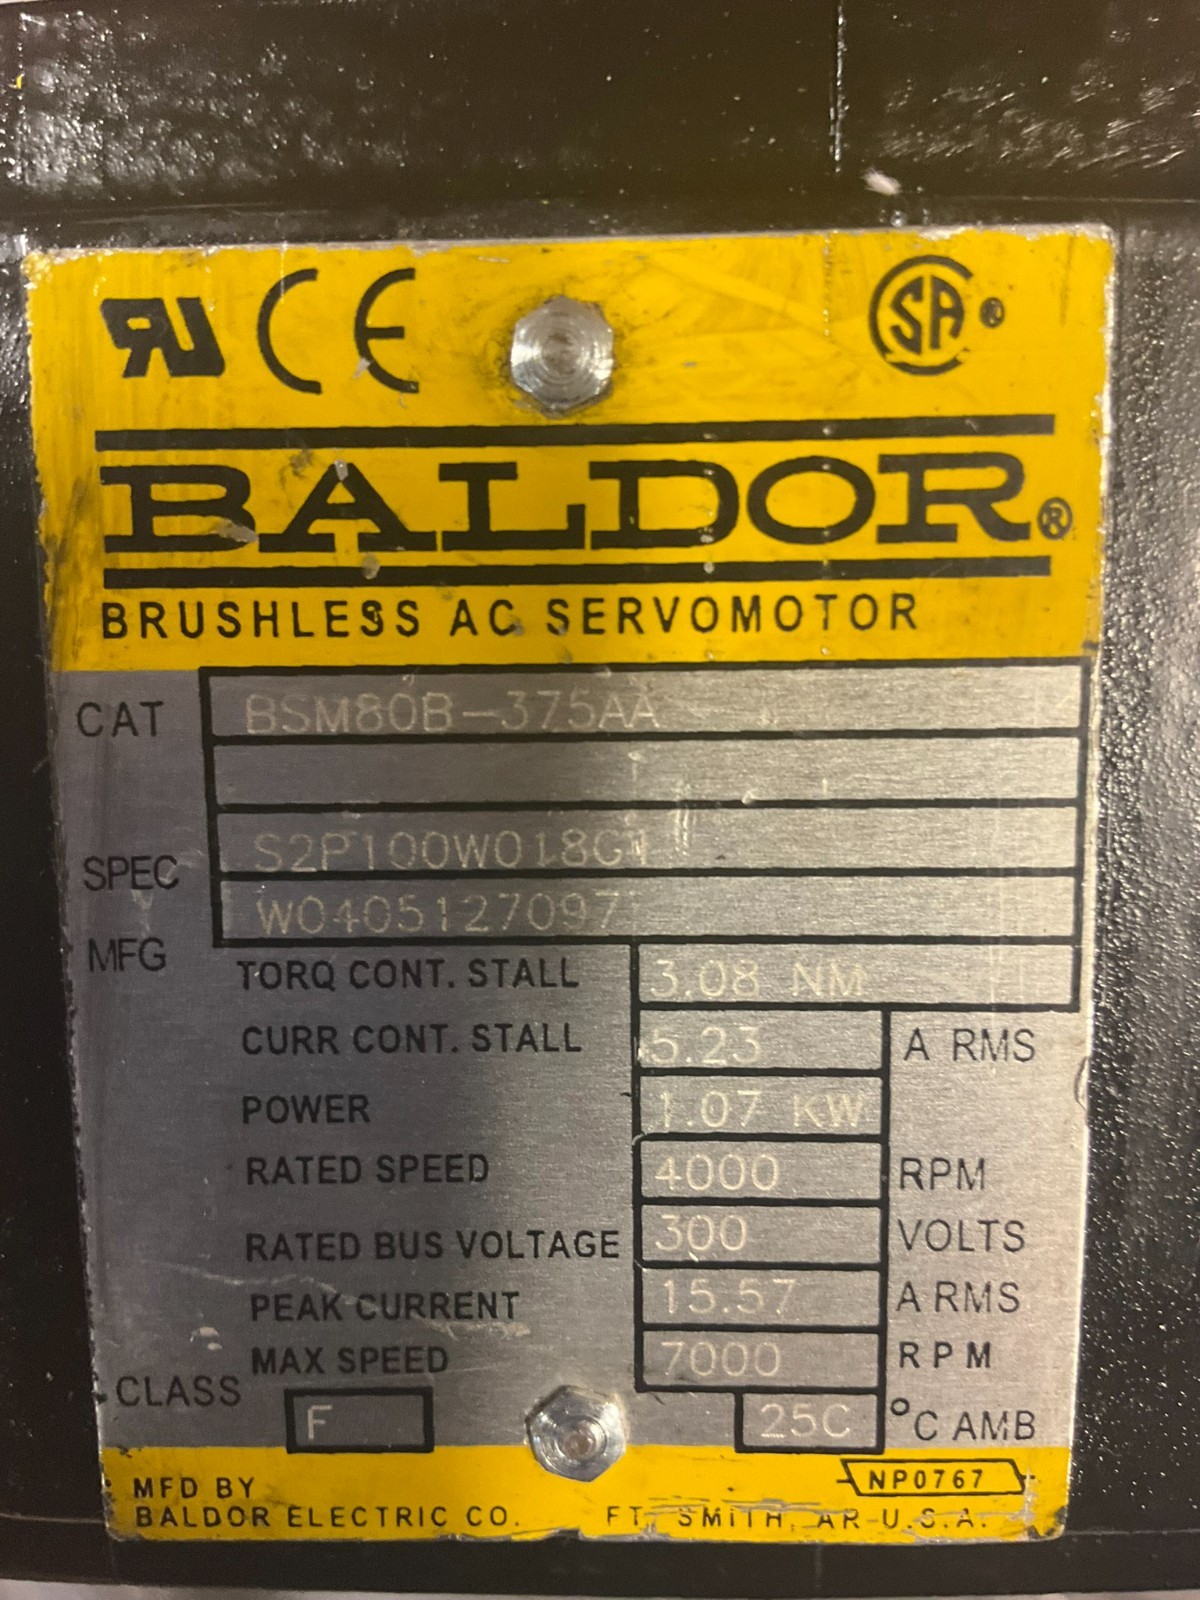 RU CE SA ®
BALDOR®
BRUSHLESS AC SERVOMOTOR
CAT BSM80B-375AA
SPEC S2P100W018G1
MFG W0405127097
TORQ CONT. STALL 3.08 NM
CURR CONT. STALL 5.23 A RMS
POWER 1.07 KW
RATED SPEED 4000 RPM
RATED BUS VOLTAGE 300 VOLTS
PEAK CURRENT 15.57 A RMS
MAX SPEED 7000 RPM
CLASS F 25C °C AMB
MFD BY NP0767
BALDOR ELECTRIC CO. FT. SMITH, AR U.S.A.